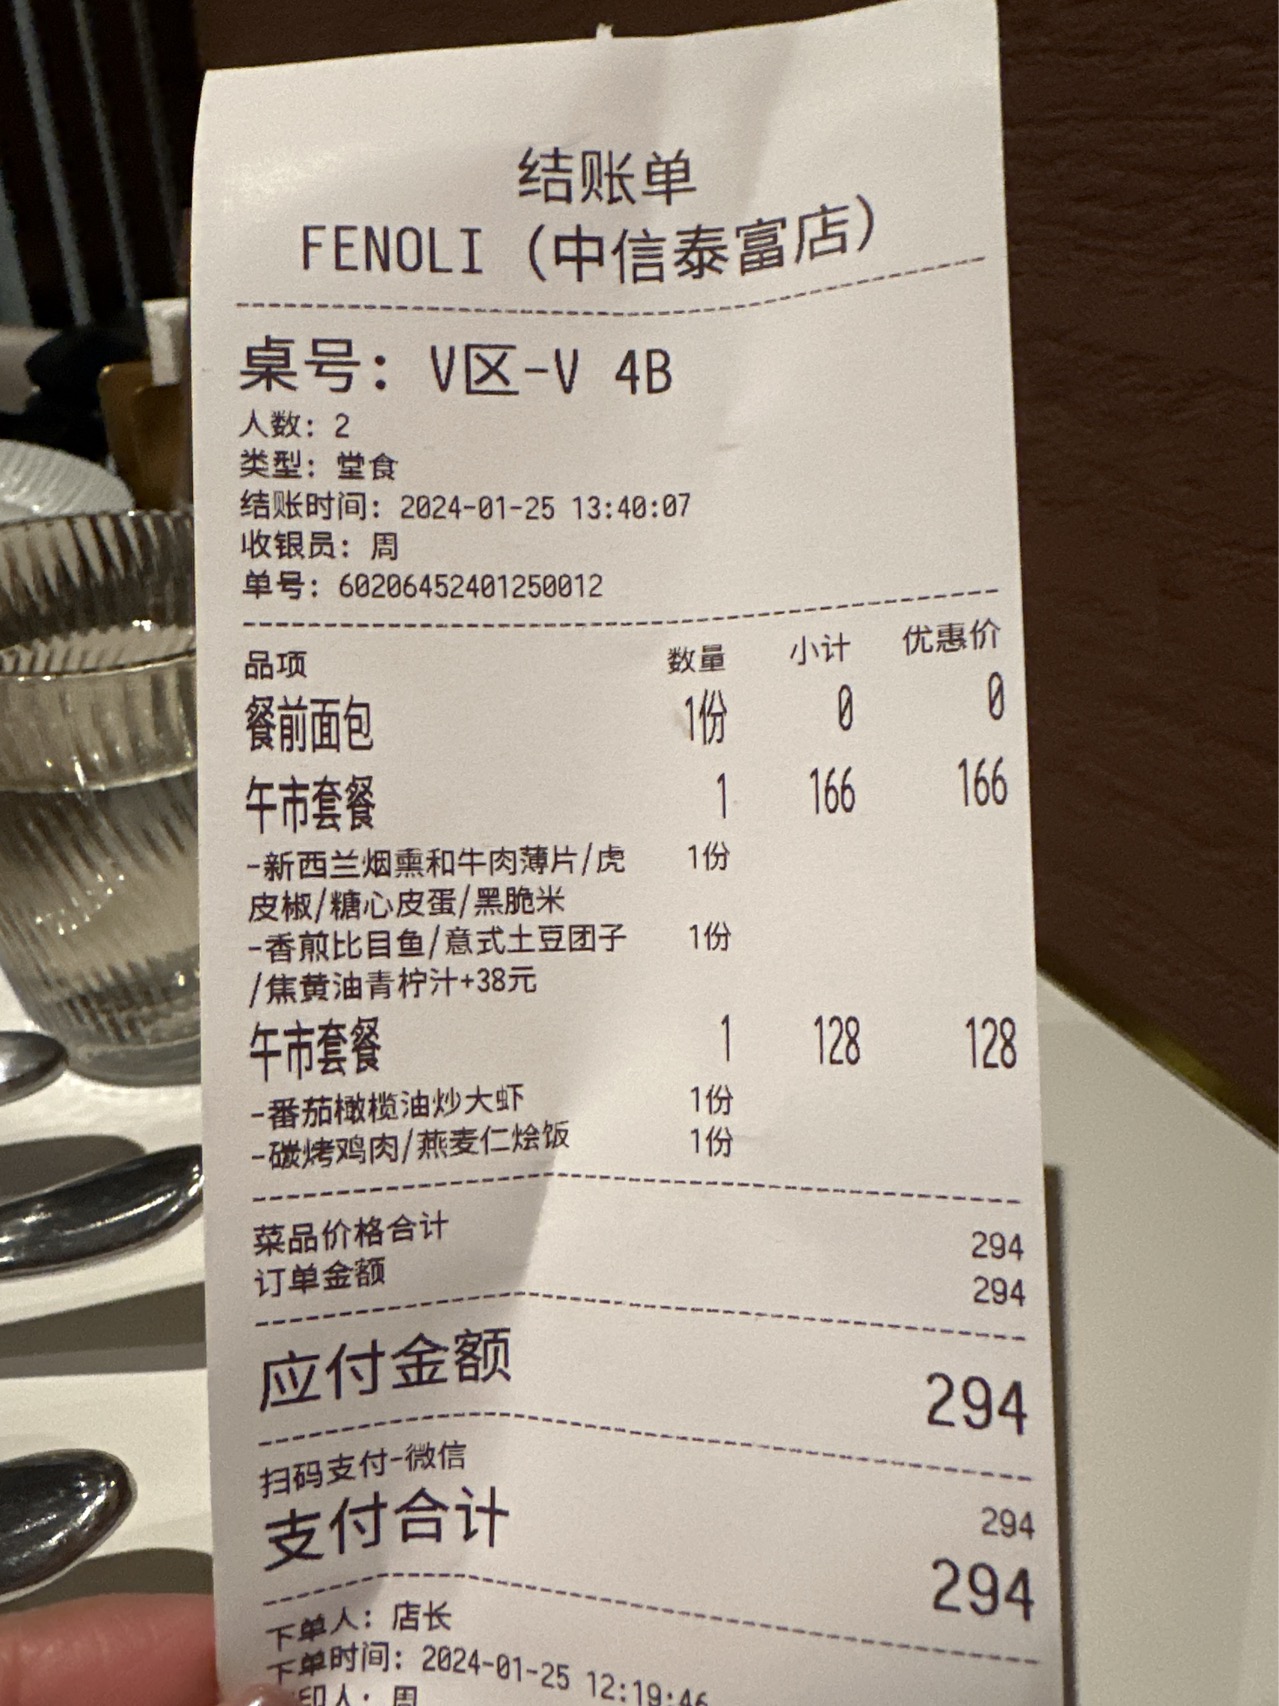 结账单
FENOLI (中信泰富店)
桌号: V区-V 4B
人数: 2
类型: 堂食
结账时间: 2024-01-25 13:40:07
收银员: 周
单号: 60206452401250012
品项 数量 小计 优惠价
餐前面包 1份 0 0
午市套餐 1 166 166
-新西兰烟熏和牛肉薄片/虎 1份
皮椒/糖心皮蛋/黑脆米
-香煎比目鱼/意式土豆团子 1份
/焦黄油青柠汁+38元
午市套餐 1 128 128
-番茄橄榄油炒大虾 1份
-碳烤鸡肉/燕麦仁烩饭 1份
菜品价格合计 294
订单金额 294
应付金额 294
扫码支付-微信 294
支付合计 294
下单人: 店长
下单时间: 2024-01-25 12:19:46
印人: 周